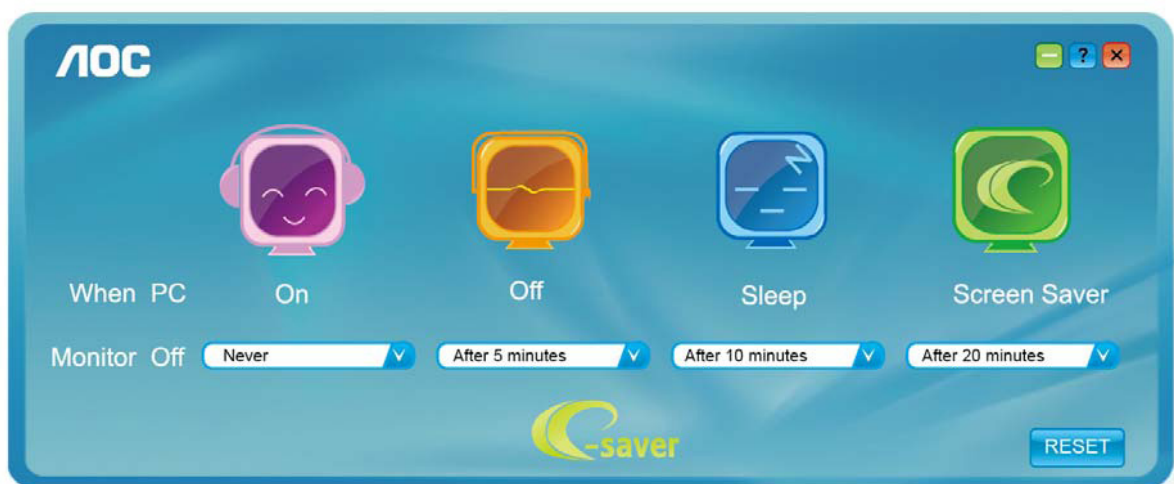 AOC
?
When PC On Off Sleep Screen Saver
Monitor Off Never After 5 minutes After 10 minutes After 20 minutes
e-saver
RESET